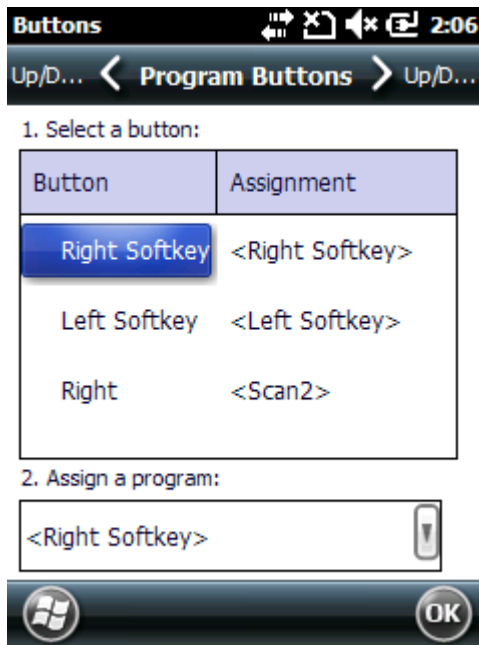 Buttons 2:06
Up/D... Program Buttons Up/D...
1. Select a button:
Button Assignment
Right Softkey <Right Softkey>
Left Softkey <Left Softkey>
Right <Scan2>
2. Assign a program:
<Right Softkey>
OK